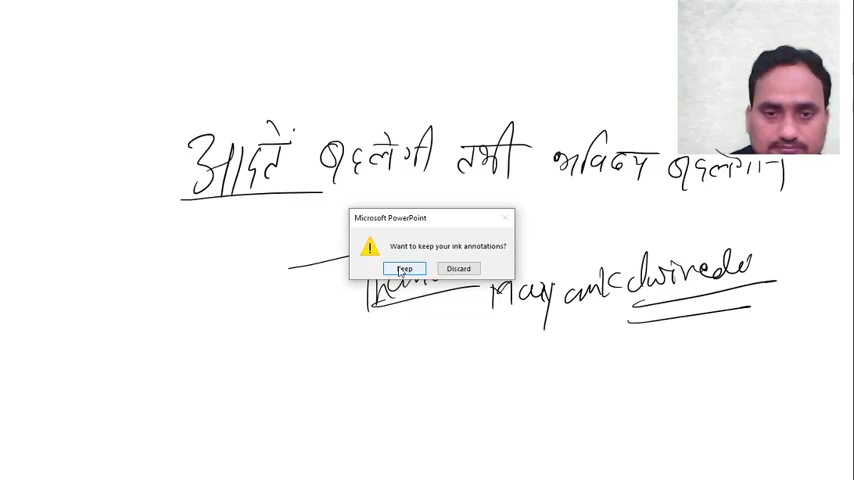 आदतें बदलेगी तभी भविष्य बदलेगा
Microsoft PowerPoint
Want to keep your ink annotations?
Keep
Discard
Mayank dwivedi